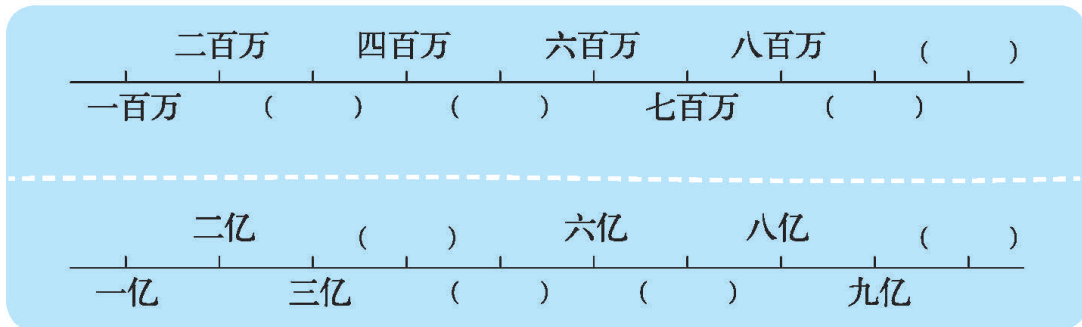 二百万 四百万 六百万 八百万 （ ）
一百万 （ ） （ ） 七百万 （ ）
二亿 （ ） 六亿 八亿 （ ）
一亿 三亿 （ ） （ ） 九亿